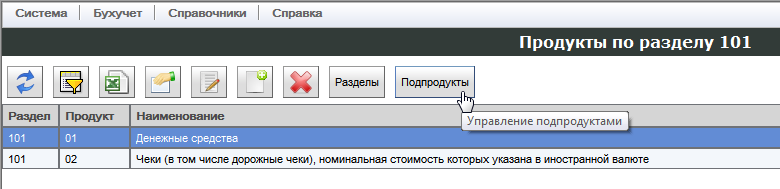 Система Бухучет Справочники Справка
Продукты по разделу 101
Разделы Подпродукты
Управление подпродуктами
Раздел Продукт Наименование
101 01 Денежные средства
101 02 Чеки (в том числе дорожные чеки), номинальная стоимость которых указана в иностранной валюте